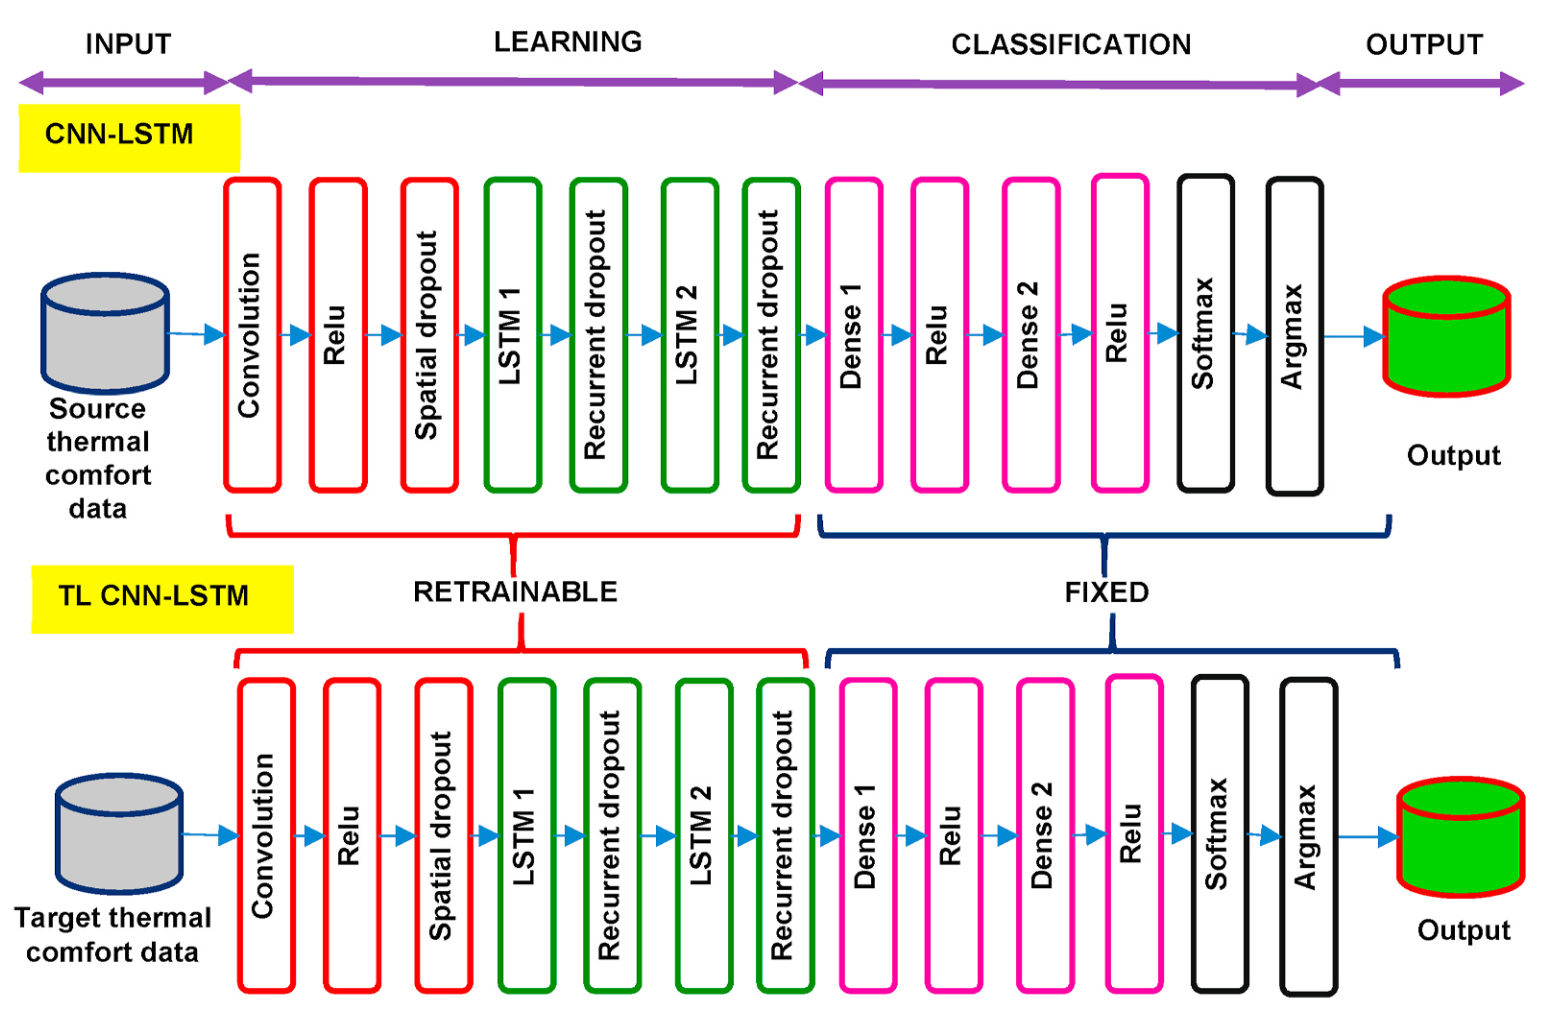 INPUT
LEARNING
CLASSIFICATION
OUTPUT
CNN-LSTM
Source
thermal
comfort
data
Convolution
Relu
Spatial dropout
LSTM 1
Recurrent dropout
LSTM 2
Recurrent dropout
Dense 1
Relu
Dense 2
Relu
Softmax
Argmax
Output
RETRAINABLE
FIXED
TL CNN-LSTM
Target thermal
comfort data
Convolution
Relu
Spatial dropout
LSTM 1
Recurrent dropout
LSTM 2
Recurrent dropout
Dense 1
Relu
Dense 2
Relu
Softmax
Argmax
Output